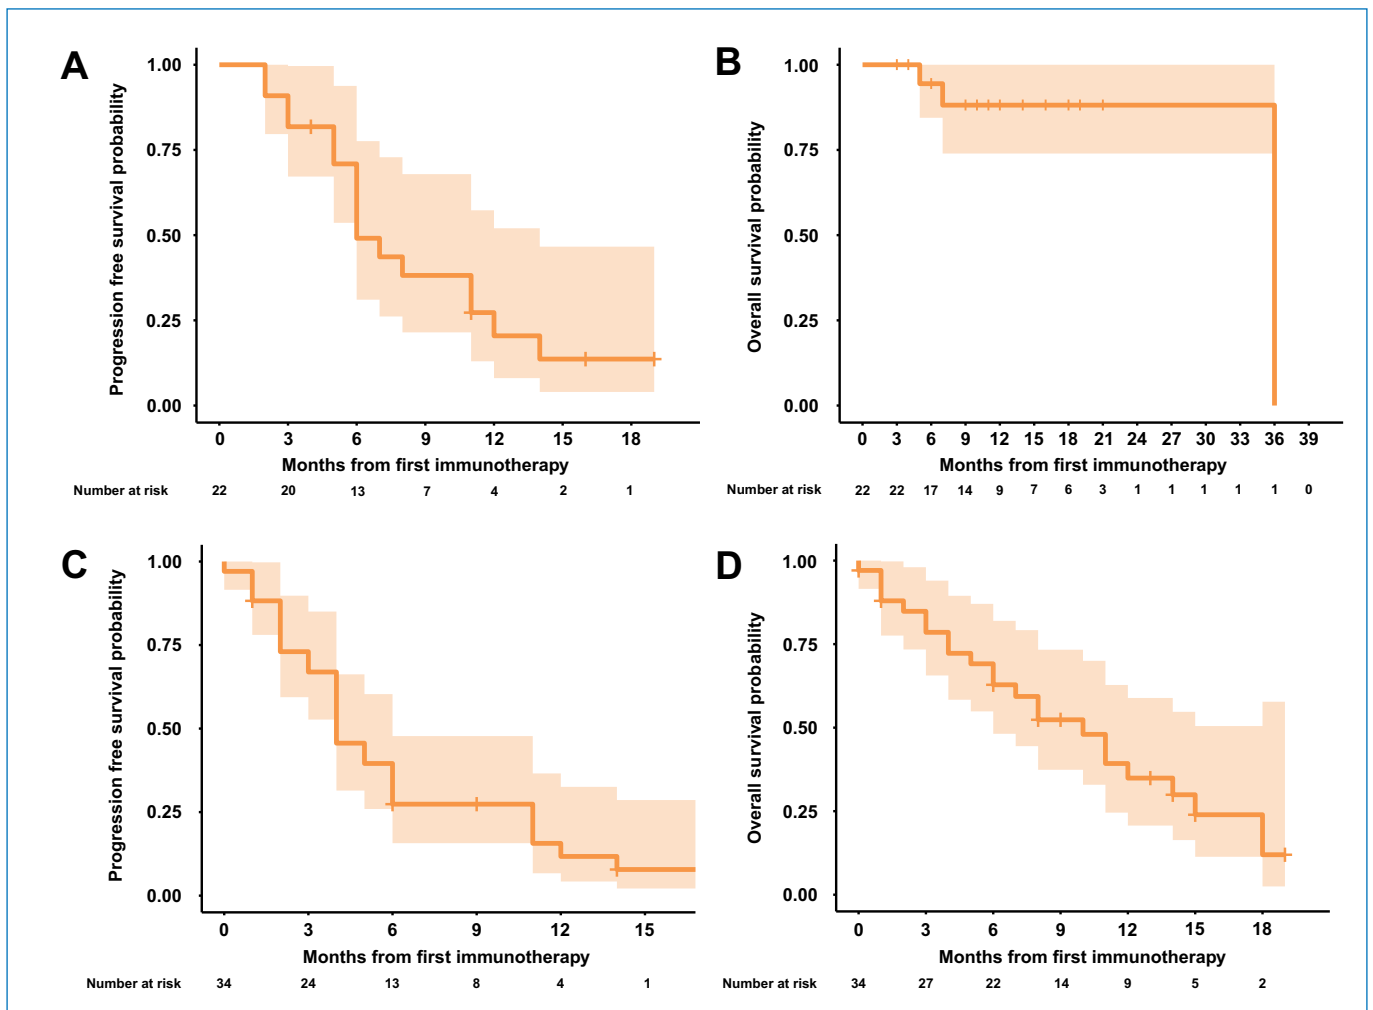 A
Progression free survival probability
1.00
0.75
0.50
0.25
0.00
0 3 6 9 12 15 18
Months from first immunotherapy
Number at risk 22 20 13 7 4 2 1
B
Overall survival probability
1.00
0.75
0.50
0.25
0.00
0 3 6 9 12 15 18 21 24 27 30 33 36 39
Months from first immunotherapy
Number at risk 22 22 17 14 9 7 6 3 1 1 1 1 1 0
C
Progression free survival probability
1.00
0.75
0.50
0.25
0.00
0 3 6 9 12 15
Months from first immunotherapy
Number at risk 34 24 13 8 4 1
D
Overall survival probability
1.00
0.75
0.50
0.25
0.00
0 3 6 9 12 15 18
Months from first immunotherapy
Number at risk 34 27 22 14 9 5 2